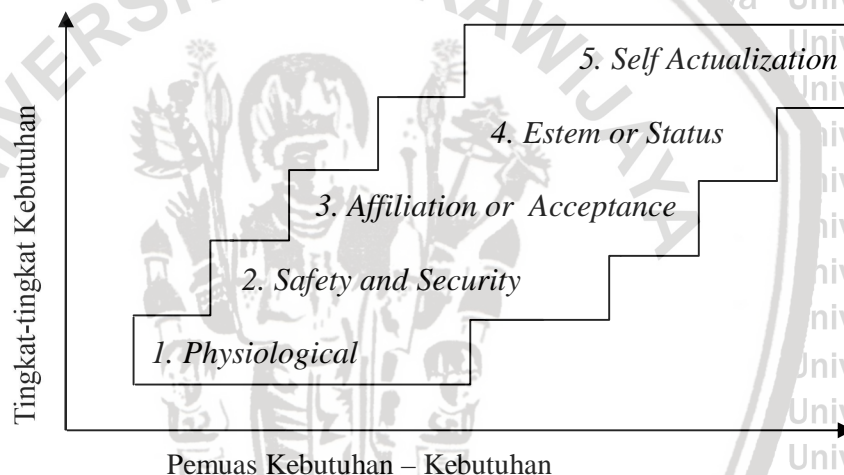 5. Self Actualization
4. Estem or Status
3. Affiliation or Acceptance
2. Safety and Security
1. Physiological
Tingkat-tingkat Kebutuhan
Pemuas Kebutuhan – Kebutuhan